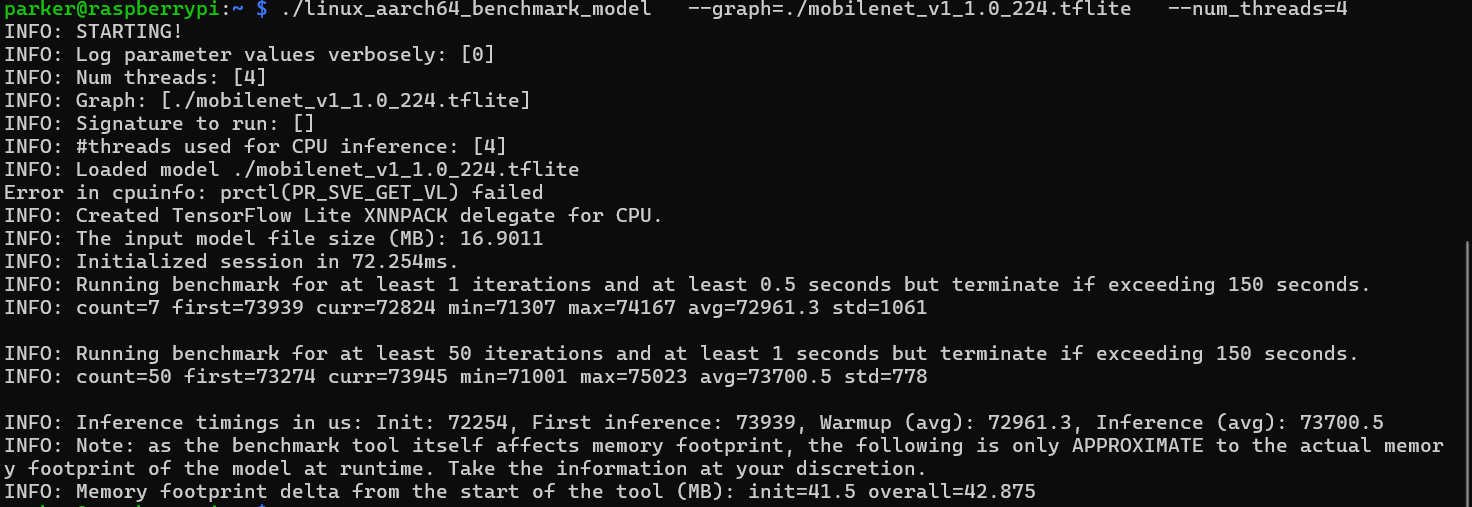 parker@raspberrypi:~ $ ./linux_aarch64_benchmark_model   --graph=./mobilenet_v1_1.0_224.tflite   --num_threads=4
INFO: STARTING!
INFO: Log parameter values verbosely: [0]
INFO: Num threads: [4]
INFO: Graph: [./mobilenet_v1_1.0_224.tflite]
INFO: Signature to run: []
INFO: #threads used for CPU inference: [4]
INFO: Loaded model ./mobilenet_v1_1.0_224.tflite
Error in cpuinfo: prctl(PR_SVE_GET_VL) failed
INFO: Created TensorFlow Lite XNNPACK delegate for CPU.
INFO: The input model file size (MB): 16.9011
INFO: Initialized session in 72.254ms.
INFO: Running benchmark for at least 1 iterations and at least 0.5 seconds but terminate if exceeding 150 seconds.
INFO: count=7 first=73939 curr=72824 min=71307 max=74167 avg=72961.3 std=1061
INFO: Running benchmark for at least 50 iterations and at least 1 seconds but terminate if exceeding 150 seconds.
INFO: count=50 first=73274 curr=73945 min=71001 max=75023 avg=73700.5 std=778
INFO: Inference timings in us: Init: 72254, First inference: 73939, Warmup (avg): 72961.3, Inference (avg): 73700.5
INFO: Note: as the benchmark tool itself affects memory footprint, the following is only APPROXIMATE to the actual memor
y footprint of the model at runtime. Take the information at your discretion.
INFO: Memory footprint delta from the start of the tool (MB): init=41.5 overall=42.875